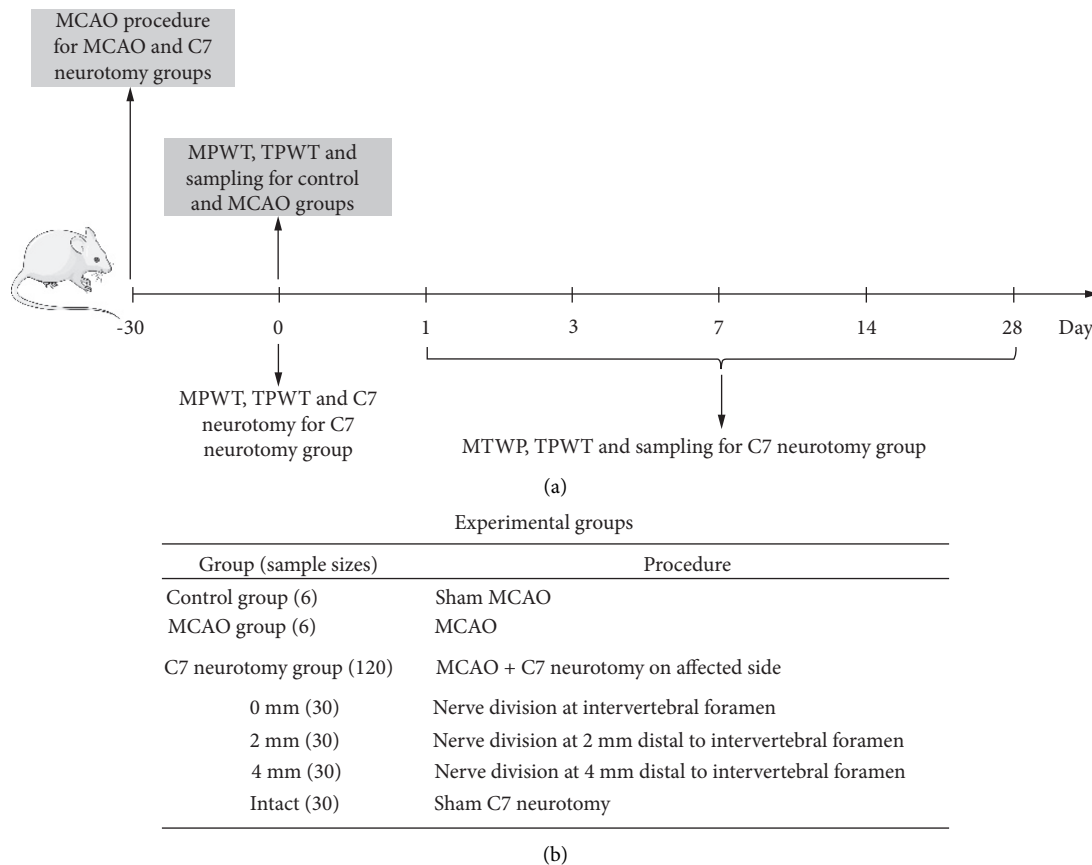 MCAO procedure
for MCAO and C7
neurotomy groups
MPWT, TPWT and
sampling for control
and MCAO groups
-30
0
1
3
7
14
28
Day
MPWT, TPWT and C7
neurotomy for C7
neurotomy group
MTWP, TPWT and sampling for C7 neurotomy group
(a)
Experimental groups
Group (sample sizes) Procedure
Control group (6) Sham MCAO
MCAO group (6) MCAO
C7 neurotomy group (120) MCAO + C7 neurotomy on affected side
0 mm (30) Nerve division at intervertebral foramen
2 mm (30) Nerve division at 2 mm distal to intervertebral foramen
4 mm (30) Nerve division at 4 mm distal to intervertebral foramen
Intact (30) Sham C7 neurotomy
(b)